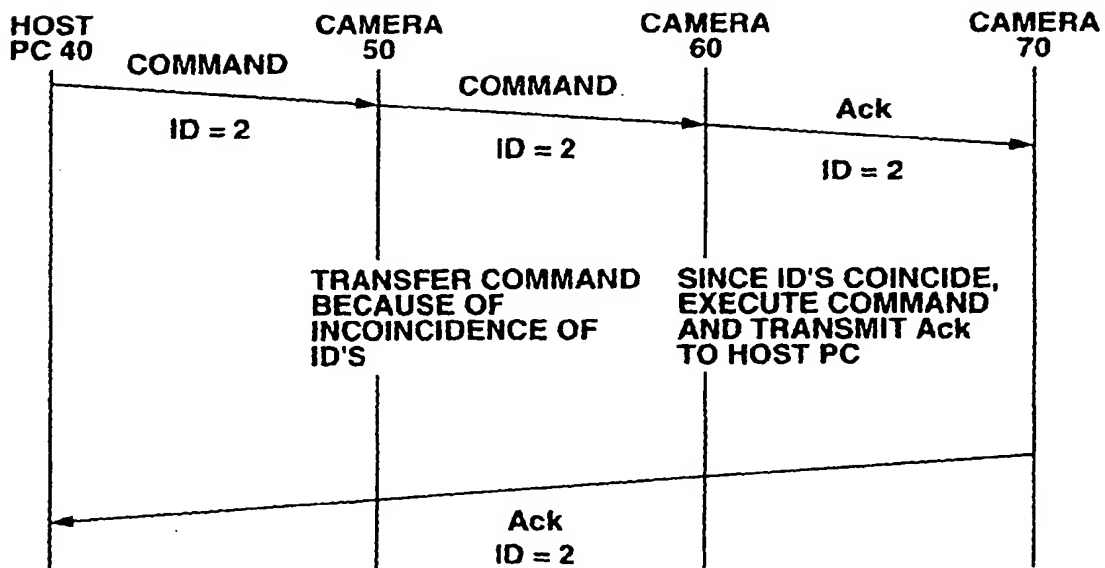 HOST
PC 40
CAMERA
50
CAMERA
60
CAMERA
70
COMMAND
ID = 2
COMMAND
ID = 2
Ack
ID = 2
TRANSFER COMMAND
BECAUSE OF
INCOINCIDENCE OF
ID'S
SINCE ID'S COINCIDE,
EXECUTE COMMAND
AND TRANSMIT Ack
TO HOST PC
Ack
ID = 2